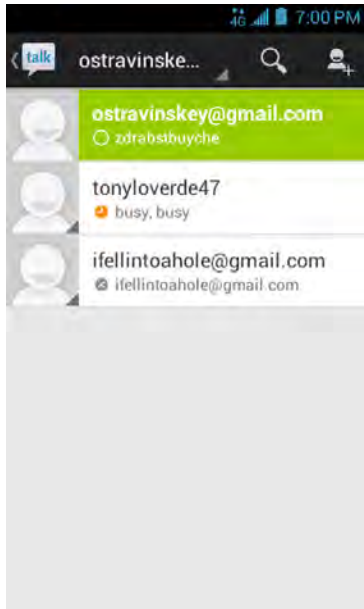 4G 7:00 PM
talk ostravinske...
ostravinskey@gmail.com
zdrabstbuyche
tonyloverde47
busy, busy
ifellintoahole@gmail.com
ifellintoahole@gmail.com